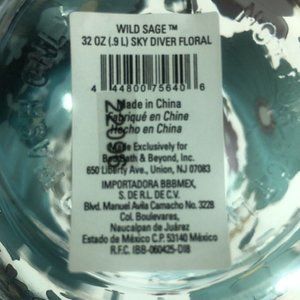 WILD SAGE™
32 OZ (.9 L) SKY DIVER FLORAL
4 44800 75640 6
Made in China
Fabriqué en Chine
Hecho en China
Made Exclusively for
Bed Bath & Beyond, Inc.
650 Liberty Ave., Union, NJ 07083
IMPORTADORA BBBMEX,
S. DE R.L. DE C.V.
Blvd. Manuel Avila Camacho No. 3228
Col. Boulevares,
Naucalpan de Juárez
Estado de México C.P. 53140 México
R.F.C. IBB-060425-DI8